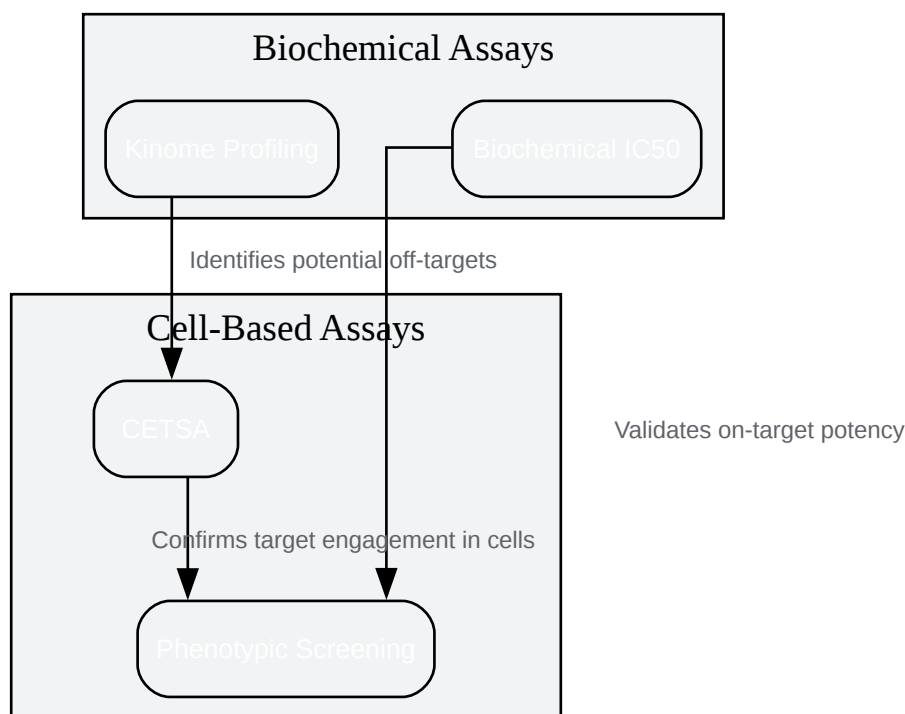 Biochemical Assays
Kinome Profiling
Biochemical IC50
Identifies potential off-targets
Cell-Based Assays
CETSA
Validates on-target potency
Confirms target engagement in cells
Phenotypic Screening